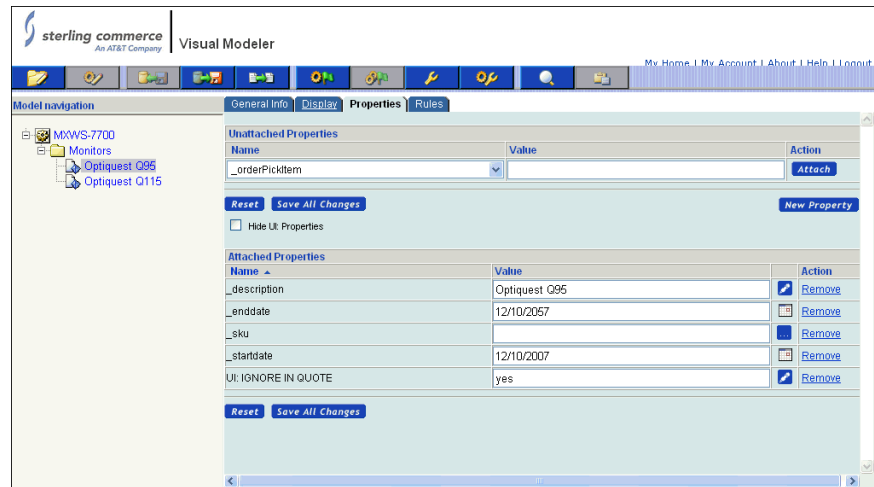 sterling commerce
An AT&T Company
Visual Modeler
My Home | My Account | About | Help | Logout
Model navigation
General Info Display Properties Rules
MXWS-7700
Monitors
Optiquest Q95
Optiquest Q115
Unattached Properties
Name Value Action
_orderPickItem Attach
Reset Save All Changes New Property
Hide UI: Properties
Attached Properties
Name Value Action
_description Optiquest Q95 Remove
_enddate 12/10/2057 Remove
_sku ... Remove
_startdate 12/10/2007 Remove
UI: IGNORE IN QUOTE yes Remove
Reset Save All Changes